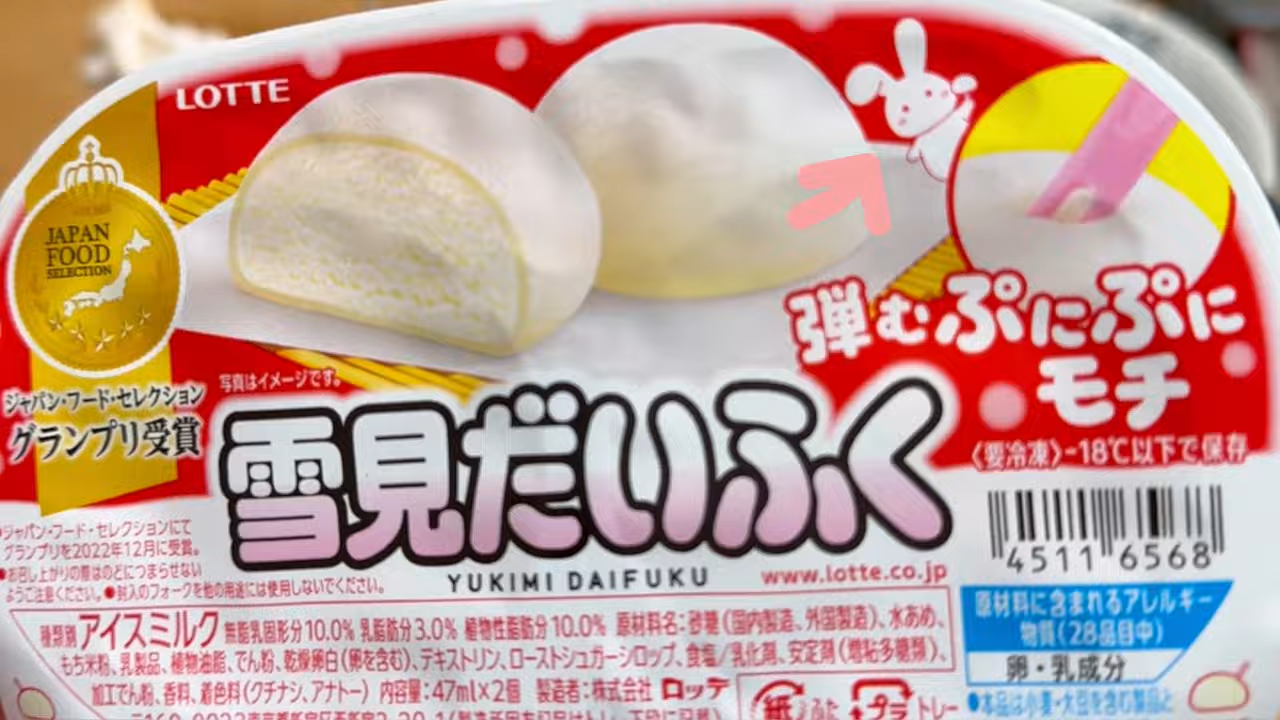 LOTTE
JAPAN
FOOD
SELECTION
ジャパン・フード・セレクション
グランプリ受賞
写真はイメージです。
弾むぷにぷに
モチ
〈要冷凍〉-18℃以下で保存
雪見だいふく
YUKIMI DAIFUKU
www.lotte.co.jp
4511 6568
●ジャパン・フード・セレクションにて
グランプリを2022年12月に受賞。
●お召し上がりの際はのどにつまらせない
ようご注意ください。●封入のフォークを他の用途には使用しないでください。
種類別 アイスミルク 無脂乳固形分10.0% 乳脂肪分3.0% 植物性脂肪分10.0% 原材料名:砂糖(国内製造、外国製造)、水あめ、
もち米粉、乳製品、植物油脂、でん粉、乾燥卵白(卵を含む)、デキストリン、ローストシュガーシロップ、食塩/乳化剤、安定剤(増粘多糖類)、
加工でん粉、香料、着色料(クチナシ、アナトー) 内容量:47ml×2個 製造者:株式会社 ロッテ
原材料に含まれるアレルギー
物質(28品目中)
卵・乳成分
●本品は小麦・大豆を含む製品と
紙 ふた プラ トレー